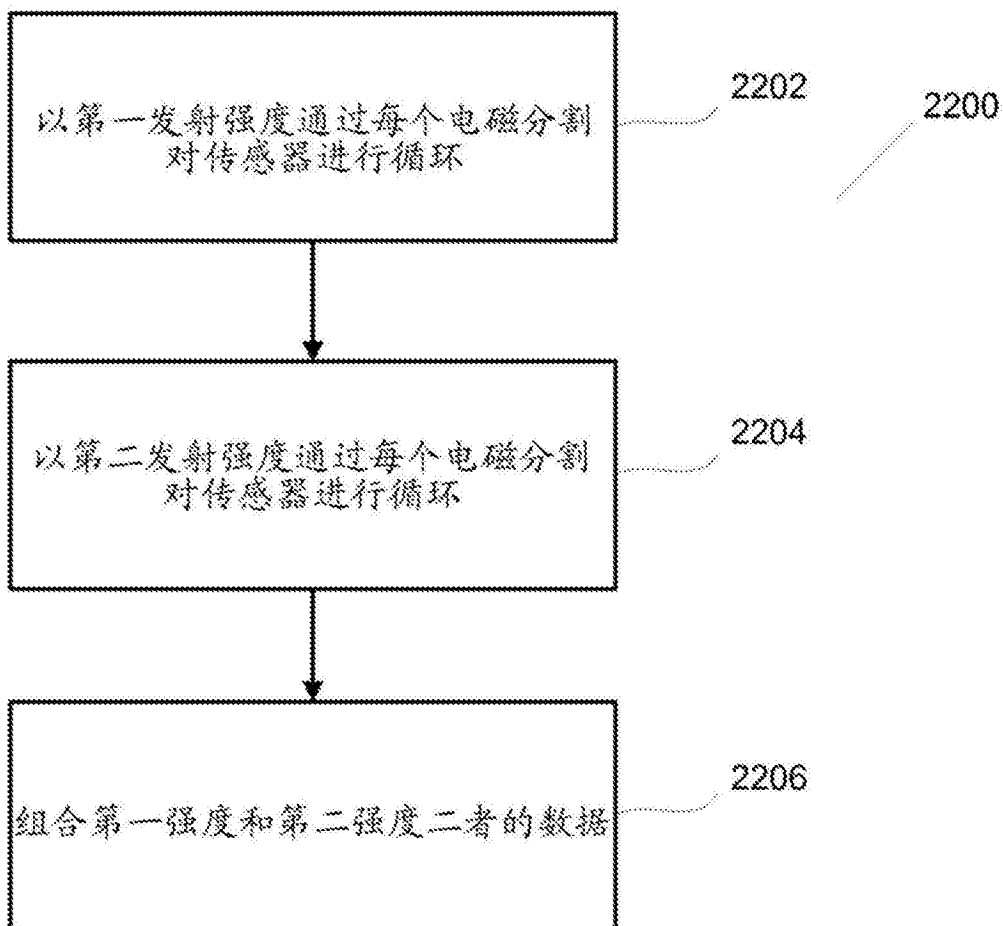 以第一发射强度通过每个电磁分割
对传感器进行循环
2202
2200
以第二发射强度通过每个电磁分割
对传感器进行循环
2204
组合第一强度和第二强度二者的数据
2206